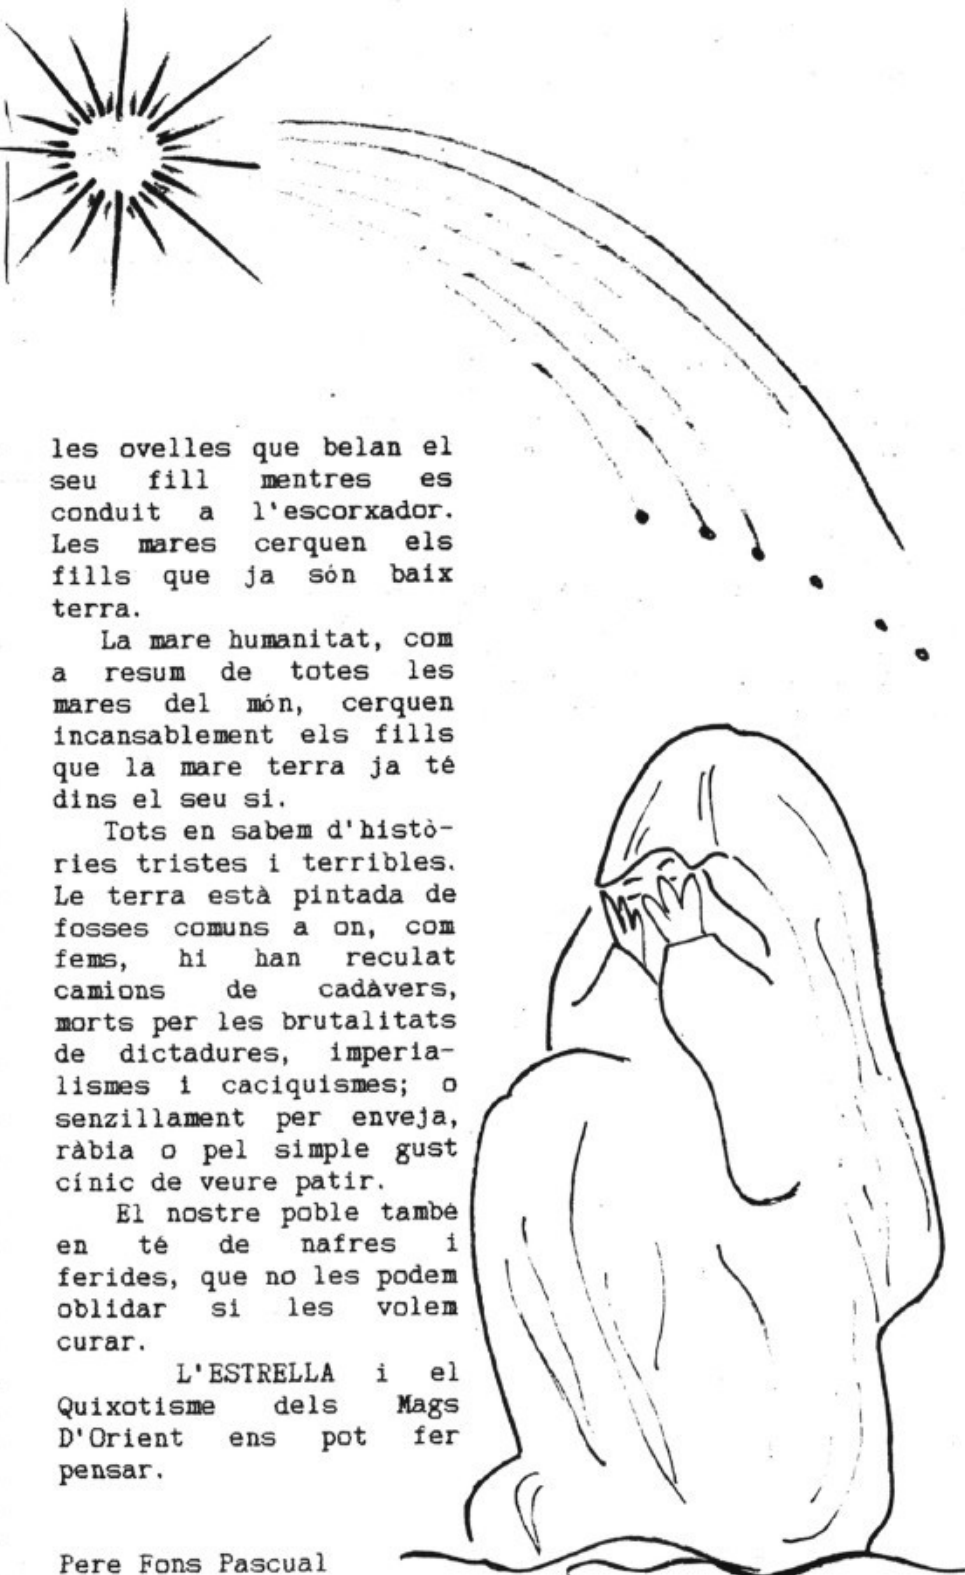 les ovelles que belan el
seu fill mentres es
conduit a l'escorxador.
Les mares cerquen els
fills que ja són baix
terra.
La mare humanitat, com
a resum de totes les
mares del món, cerquen
incansablement els fills
que la mare terra ja té
dins el seu si.
Tots en sabem d'histò-
ries tristes i terribles.
Le terra està pintada de
fosses comuns a on, com
fems, hi han reculat
camions de cadàvers,
morts per les brutalitats
de dictadures, imperia-
lismes i caciquismes; o
senzillament per enveja,
ràbia o pel simple gust
cínic de veure patir.
El nostre poble també
en té de nafres i
ferides, que no les podem
oblidar si les volem
curar.
L'ESTRELLA i el
Quixotisme dels Mags
D'Orient ens pot fer
pensar.
Pere Fons Pascual